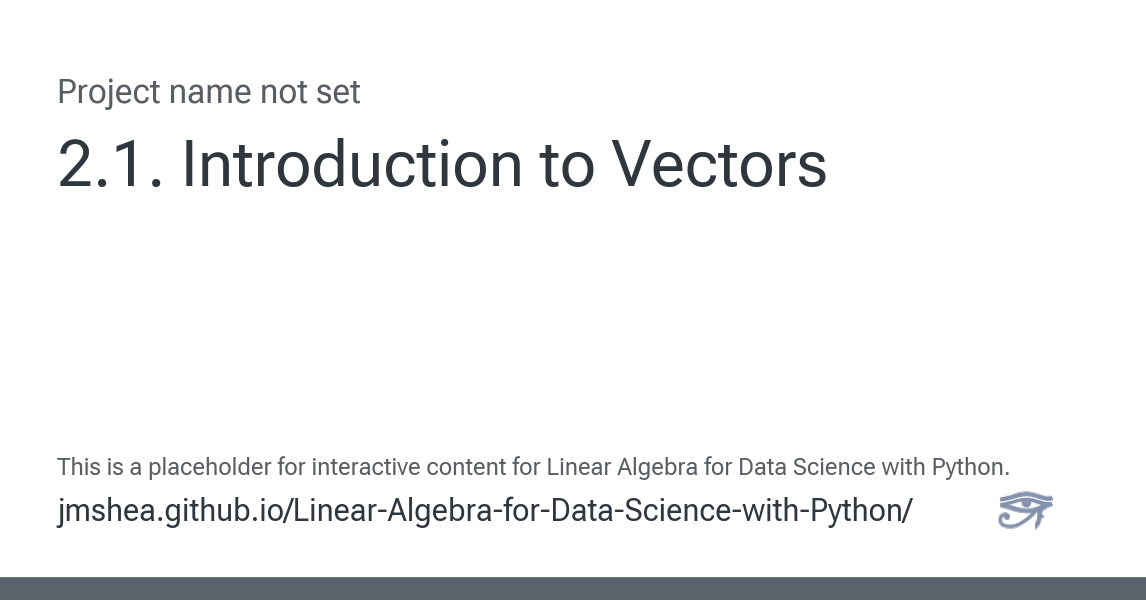 Project name not set
2.1. Introduction to Vectors
This is a placeholder for interactive content for Linear Algebra for Data Science with Python.
jmshea.github.io/Linear-Algebra-for-Data-Science-with-Python/